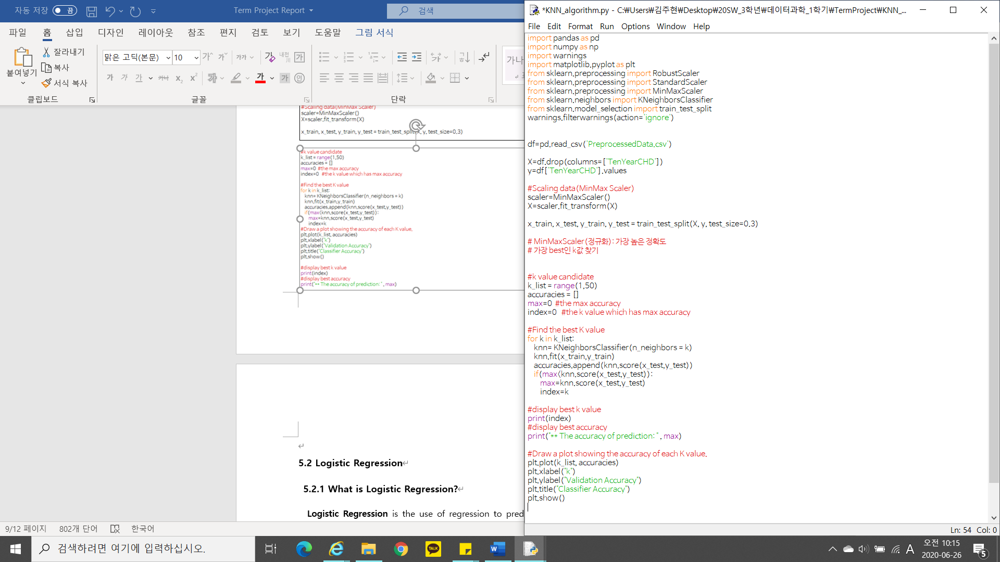 자동 저장 끔
Term Project Report
검색
파일 홈 삽입 디자인 레이아웃 참조 편지 검토 보기 도움말 그림 서식
붙여넣기
잘라내기
복사
서식 복사
클립보드
맑은 고딕(본문) 10
글꼴
단락
#Scaling data(MinMax Scaler)
scaler=MinMaxScaler()
X=scaler.fit_transform(X)
x_train, x_test, y_train, y_test = train_test_split(X, y, test_size=0.3)
#k value candidate
k_list = range(1,50)
accuracies = []
max=0 #the max accuracy
index=0 #the k value which has max accuracy
#Find the best K value
for k in k_list:
knn= KNeighborsClassifier(n_neighbors = k)
knn.fit(x_train,y_train)
accuracies.append(knn.score(x_test,y_test))
if(max<knn.score(x_test,y_test)):
max=knn.score(x_test,y_test)
index=k
#Draw a plot showing the accuracy of each K value.
plt.plot(k_list, accuracies)
plt.xlabel("k")
plt.ylabel("Validation Accuracy")
plt.title("Classifier Accuracy")
plt.show()
#display best k value
print(index)
#display best accuracy
print("** The accuracy of prediction: " , max)
5.2 Logistic Regression
5.2.1 What is Logistic Regression?
Logistic Regression is the use of regression to pred
9/12 페이지 802개 단어 한국어
*KNN_algorithm.py - C:₩Users₩김주현₩Desktop₩20SW_3학년₩데이터과학_1학기₩TermProject₩KNN_...
File Edit Format Run Options Window Help
import pandas as pd
import numpy as np
import warnings
import matplotlib.pyplot as plt
from sklearn.preprocessing import RobustScaler
from sklearn.preprocessing import StandardScaler
from sklearn.preprocessing import MinMaxScaler
from sklearn.neighbors import KNeighborsClassifier
from sklearn.model_selection import train_test_split
warnings.filterwarnings(action='ignore')
df=pd.read_csv('PreprocessedData.csv')
X=df.drop(columns=['TenYearCHD'])
y=df['TenYearCHD'].values
#Scaling data(MinMax Scaler)
scaler=MinMaxScaler()
X=scaler.fit_transform(X)
x_train, x_test, y_train, y_test = train_test_split(X, y, test_size=0.3)
# MinMaxScaler(정규화) : 가장 높은 정확도
# 가장 best인 k값 찾기
#k value candidate
k_list = range(1,50)
accuracies = []
max=0 #the max accuracy
index=0 #the k value which has max accuracy
#Find the best K value
for k in k_list:
knn= KNeighborsClassifier(n_neighbors = k)
knn.fit(x_train,y_train)
accuracies.append(knn.score(x_test,y_test))
if(max<knn.score(x_test,y_test)):
max=knn.score(x_test,y_test)
index=k
#display best k value
print(index)
#display best accuracy
print("** The accuracy of prediction: " , max)
#Draw a plot showing the accuracy of each K value.
plt.plot(k_list, accuracies)
plt.xlabel("k")
plt.ylabel("Validation Accuracy")
plt.title("Classifier Accuracy")
plt.show()
Ln: 54 Col: 0
검색하려면 여기에 입력하십시오.
TALK
A
오전 10:15
2020-06-26
5